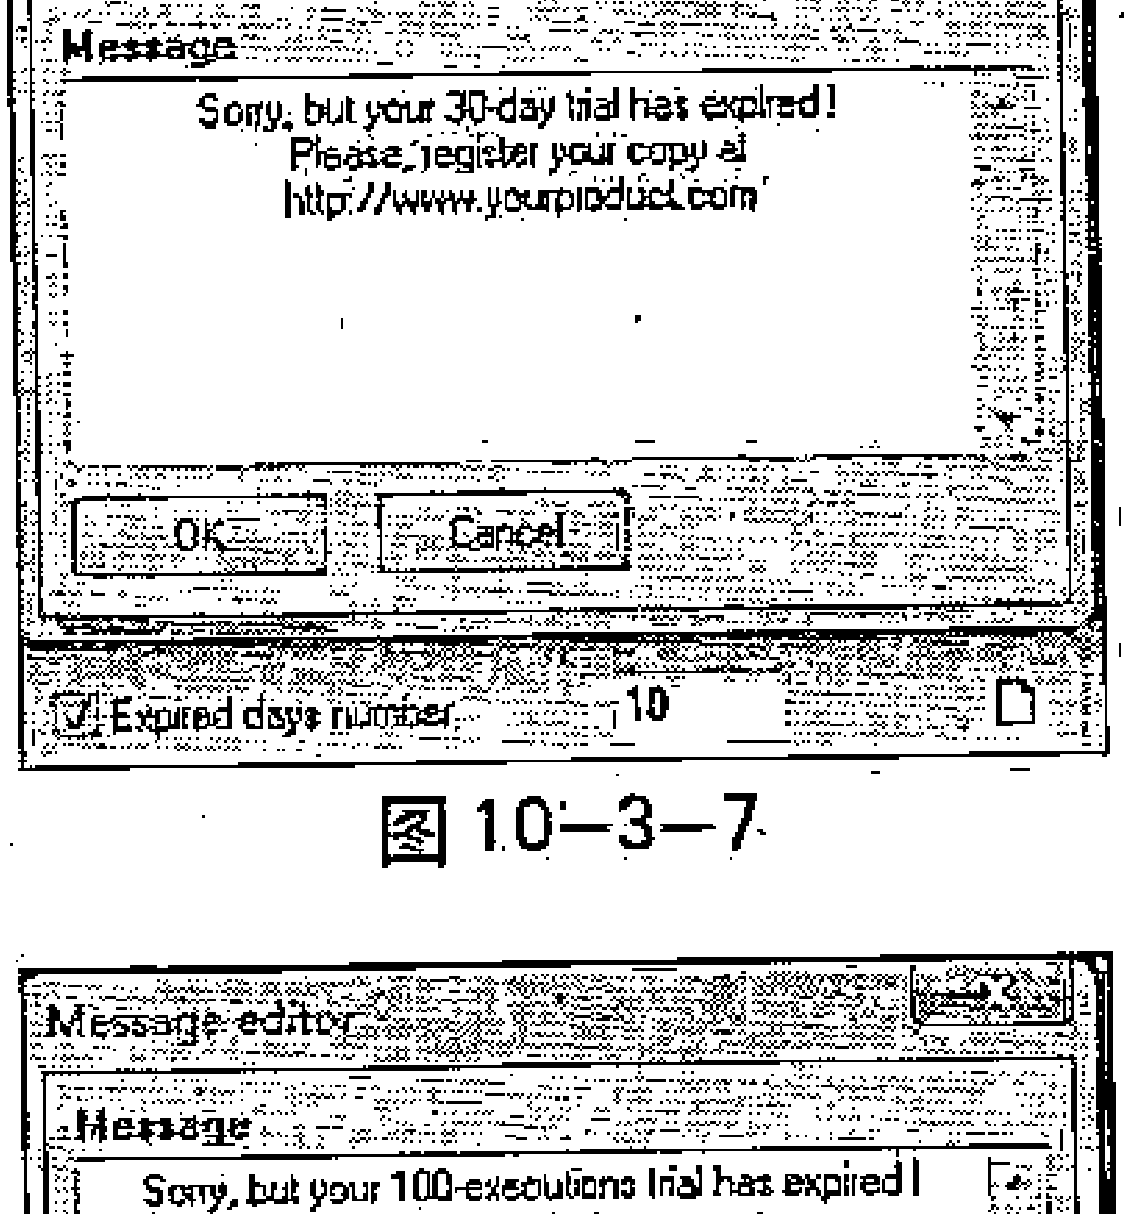 Message
Sorry, but your 30-day trial has expired!
Please, register your copy at
http://www.yourproduct.com
OK
Cancel
Expired days number
10
图 10-3-7
Message editor
Message
Sorry, but your 100-executions trial has expired!